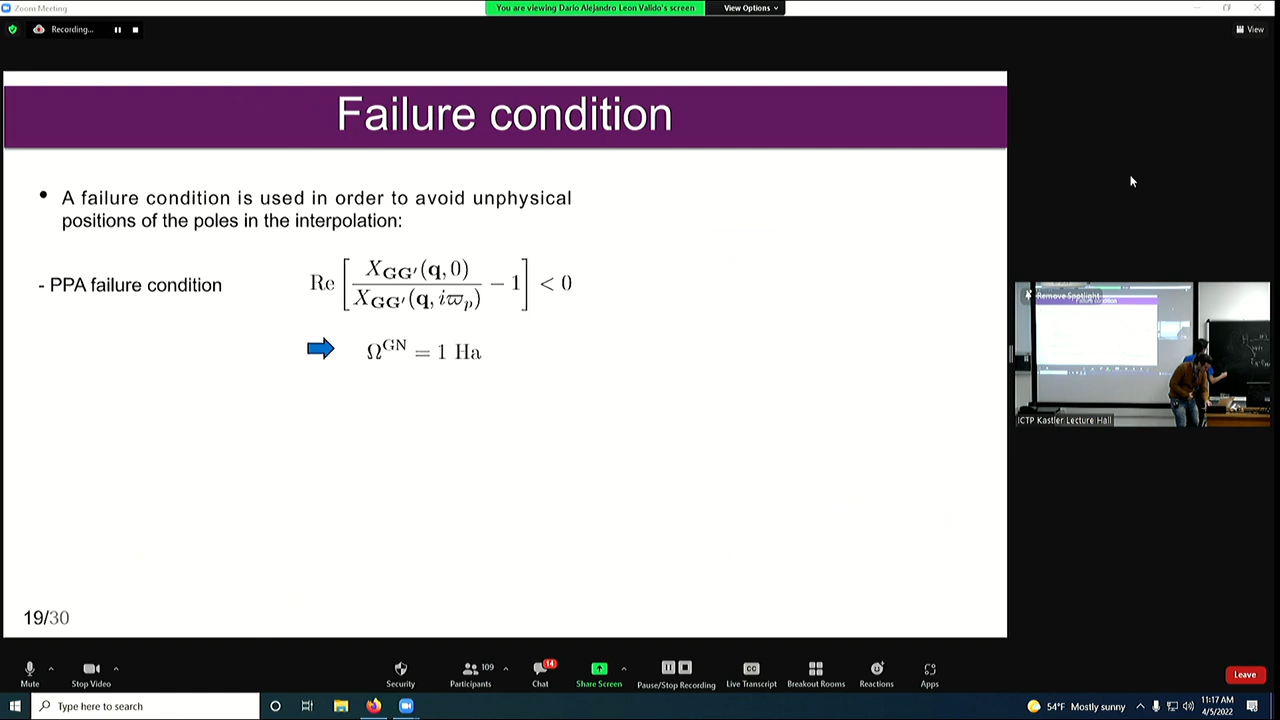 Zoom Meeting
You are viewing Dario Alejandro Leon Valido's screen
View Options
Recording...
View
Failure condition
• A failure condition is used in order to avoid unphysical
positions of the poles in the interpolation:
- PPA failure condition
Re [ X_GG′(q, 0) / X_GG′(q, iϖ_p) − 1 ] < 0
Ω^GN = 1 Ha
19/30
Remove Spotlight
Failure condition
ICTP Kastler Lecture Hall
Mute
Stop Video
Security
109
Participants
14
Chat
Share Screen
Pause/Stop Recording
Live Transcript
Breakout Rooms
Reactions
Apps
Leave
Type here to search
54°F Mostly sunny
11:17 AM
4/5/2022